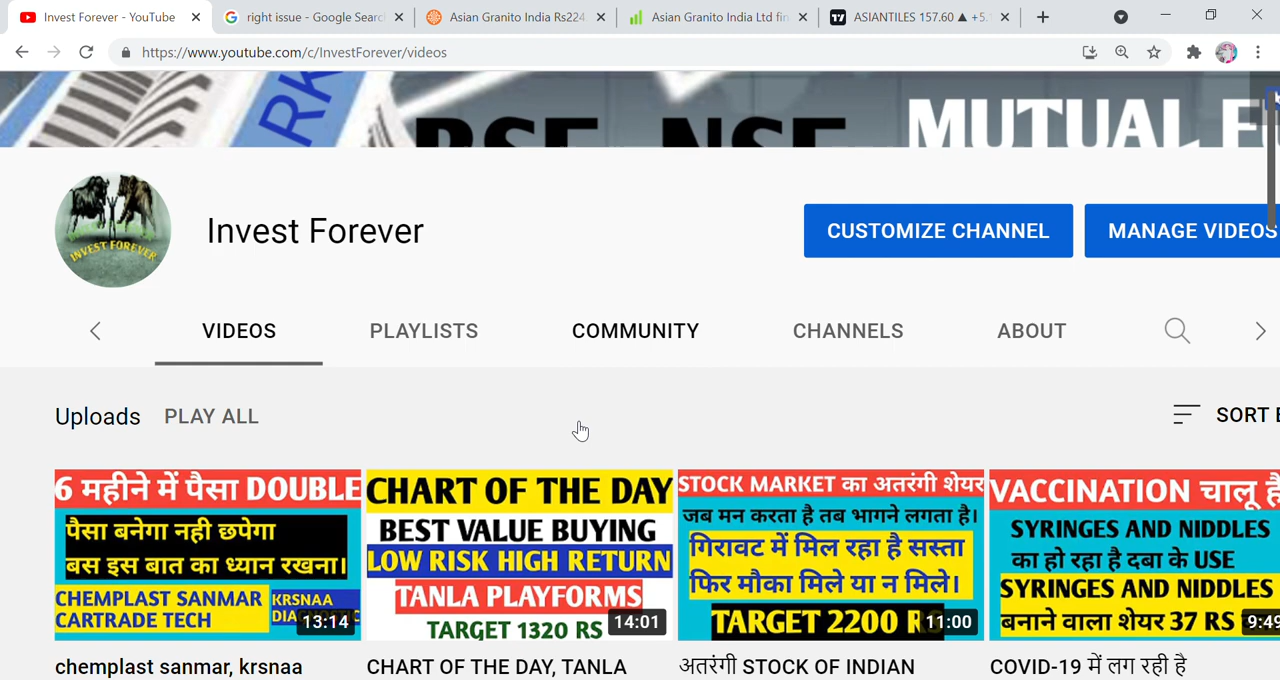 Invest Forever - YouTube
right issue - Google Searc
Asian Granito India Rs224
Asian Granito India Ltd fin
ASIANTILES 157.60 ▲ +5.
https://www.youtube.com/c/InvestForever/videos
RK
BSE NSE
MUTUAL
INVEST FOREVER
Invest Forever
CUSTOMIZE CHANNEL
MANAGE VIDEOS
VIDEOS
PLAYLISTS
COMMUNITY
CHANNELS
ABOUT
Uploads PLAY ALL
SORT
6 महीने में पैसा DOUBLE
पैसा बनेगा नही छपेगा
बस इस बात का ध्यान रखना।
CHEMPLAST SANMAR
CARTRADE TECH
KRSNAA
13:14
chemplast sanmar, krsnaa
CHART OF THE DAY
BEST VALUE BUYING
LOW RISK HIGH RETURN
TANLA PLAYFORMS
TARGET 1320 RS
14:01
CHART OF THE DAY, TANLA
STOCK MARKET का अतरंगी शेयर
जब मन करता है तब भागने लगता है।
गिरावट में मिल रहा है सस्ता
फिर मौका मिले या न मिले।
TARGET 2200 R
11:00
अतरंगी STOCK OF INDIAN
VACCINATION चालू है
SYRINGES AND NIDDLES
का हो रहा है दबा के USE
SYRINGES AND NIDDLES
बनाने वाला शेयर 37 RS
9:49
COVID-19 में लग रही है